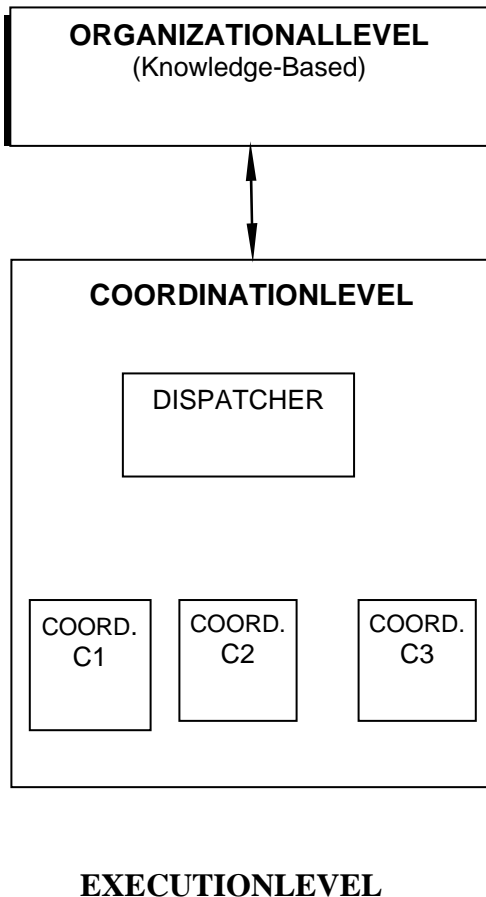 ORGANIZATIONALLEVEL
(Knowledge-Based)
COORDINATIONLEVEL
DISPATCHER
COORD.
C1
COORD.
C2
COORD.
C3
EXECUTIONLEVEL